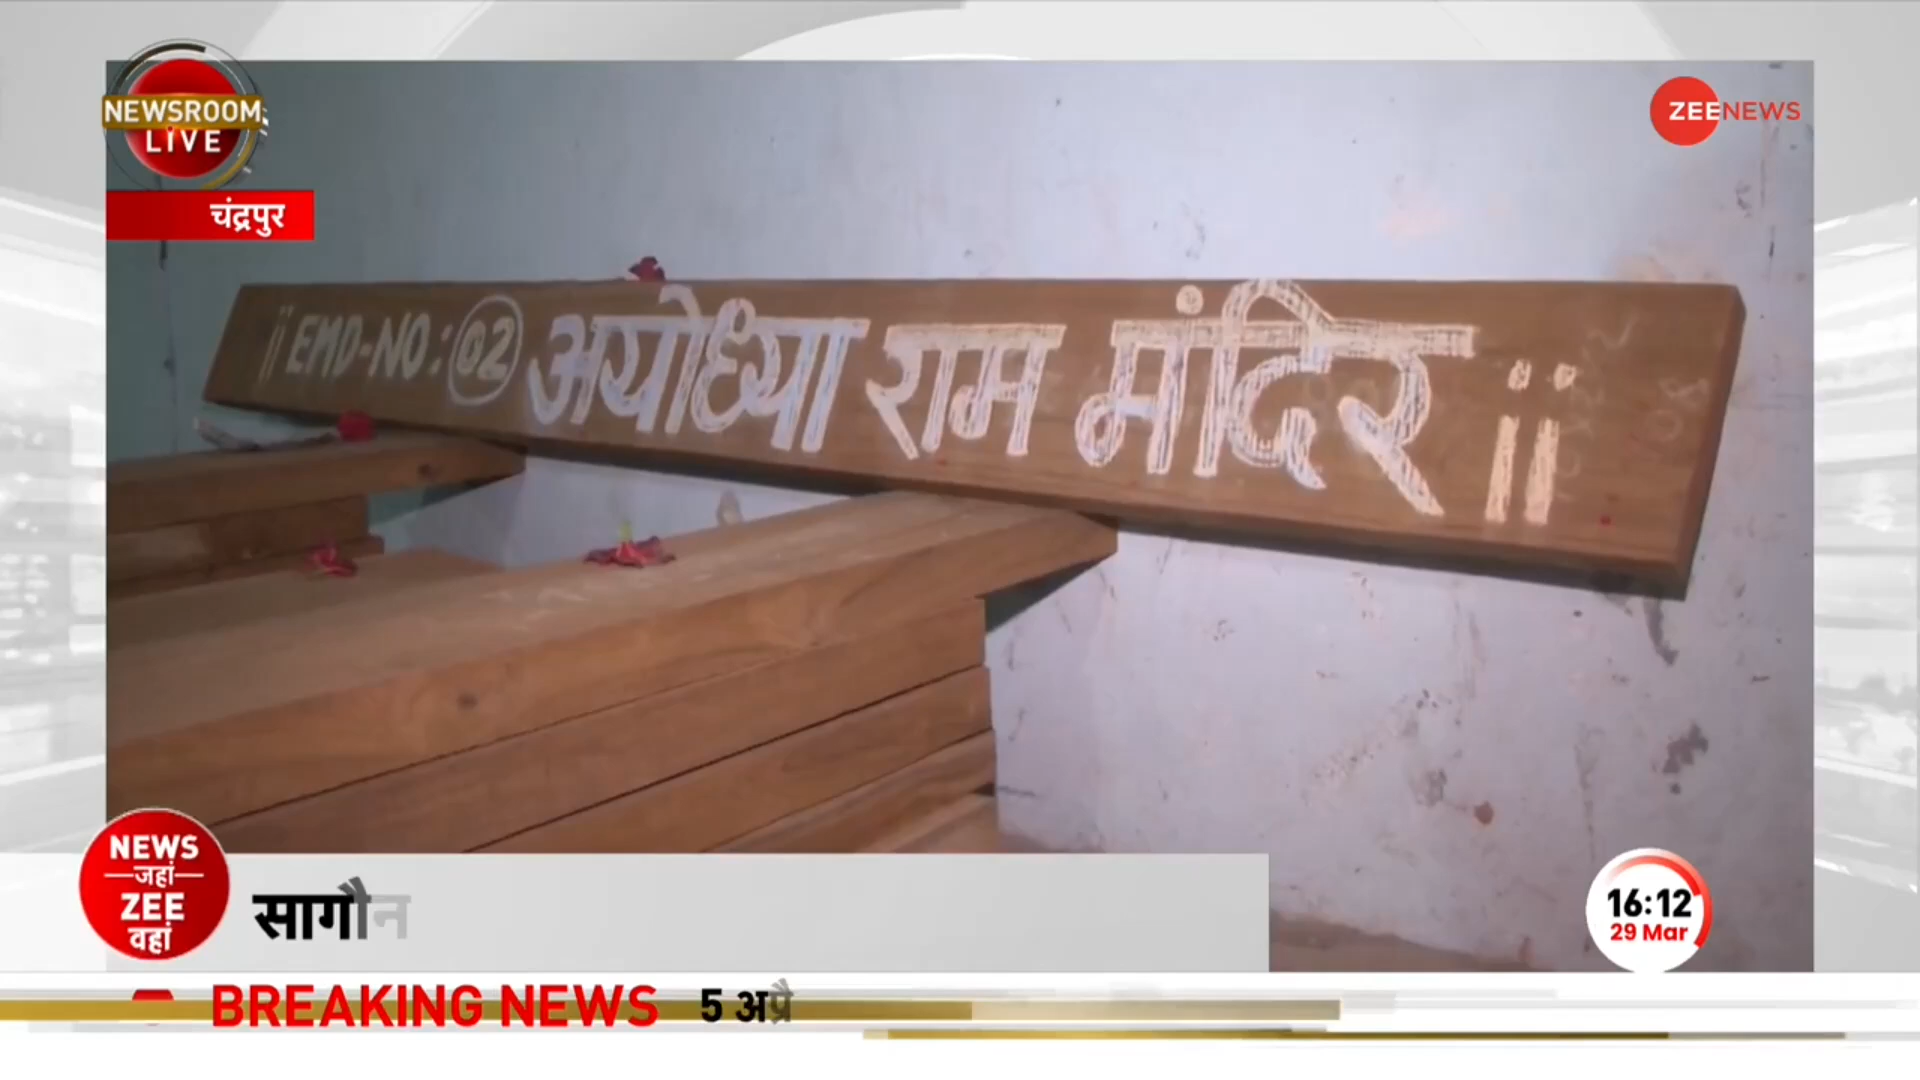 NEWSROOM
LIVE
ZEENEWS
चंद्रपुर
॥ EMD-NO: 02 अयोध्या राम मंदिर ॥
NEWS
जहां
ZEE
वहां
सागौन
16:12
29 Mar
BREAKING NEWS 5 अप्रै